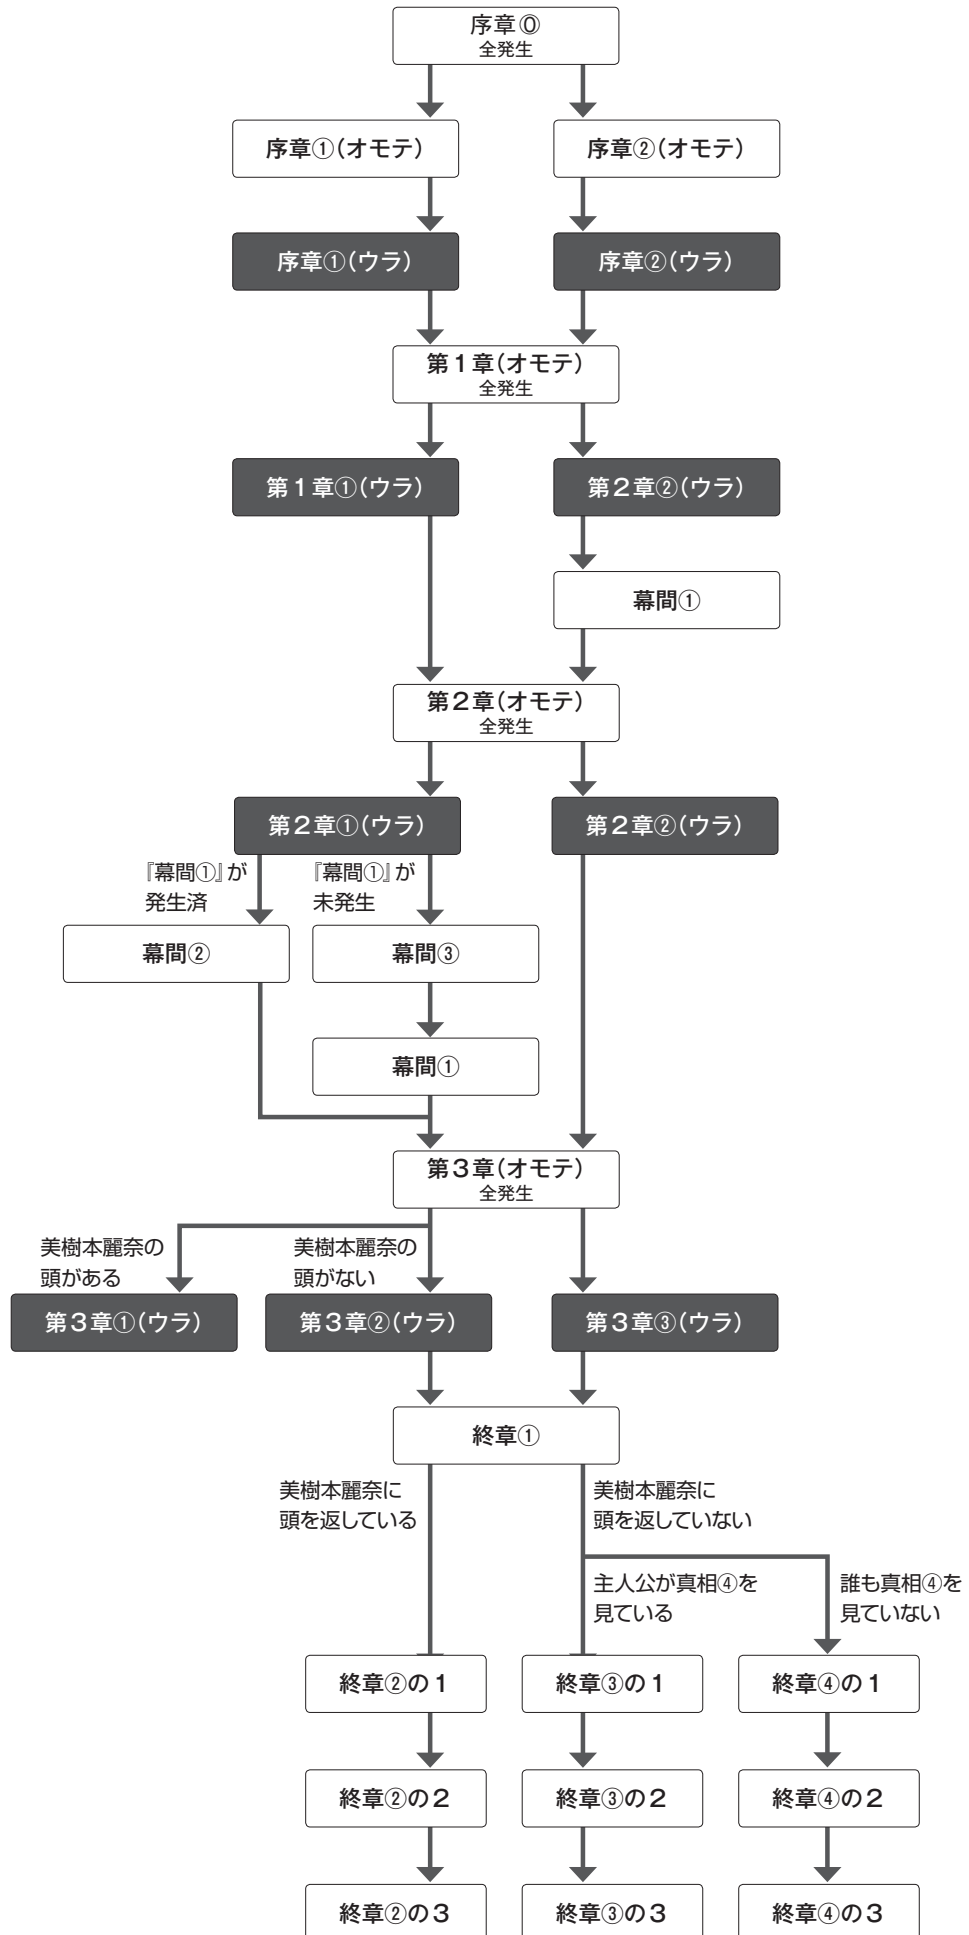 序章⓪
全発生
序章①(オモテ)
序章②(オモテ)
序章①(ウラ)
序章②(ウラ)
第1章(オモテ)
全発生
第1章①(ウラ)
第2章②(ウラ)
幕間①
第2章(オモテ)
全発生
第2章①(ウラ)
第2章②(ウラ)
『幕間①』が
発生済
『幕間①』が
未発生
幕間②
幕間③
幕間①
第3章(オモテ)
全発生
美樹本麗奈の
頭がある
美樹本麗奈の
頭がない
第3章①(ウラ)
第3章②(ウラ)
第3章③(ウラ)
終章①
美樹本麗奈に
頭を返している
美樹本麗奈に
頭を返していない
主人公が真相④を
見ている
誰も真相④を
見ていない
終章②の1
終章③の1
終章④の1
終章②の2
終章③の2
終章④の2
終章②の3
終章③の3
終章④の3